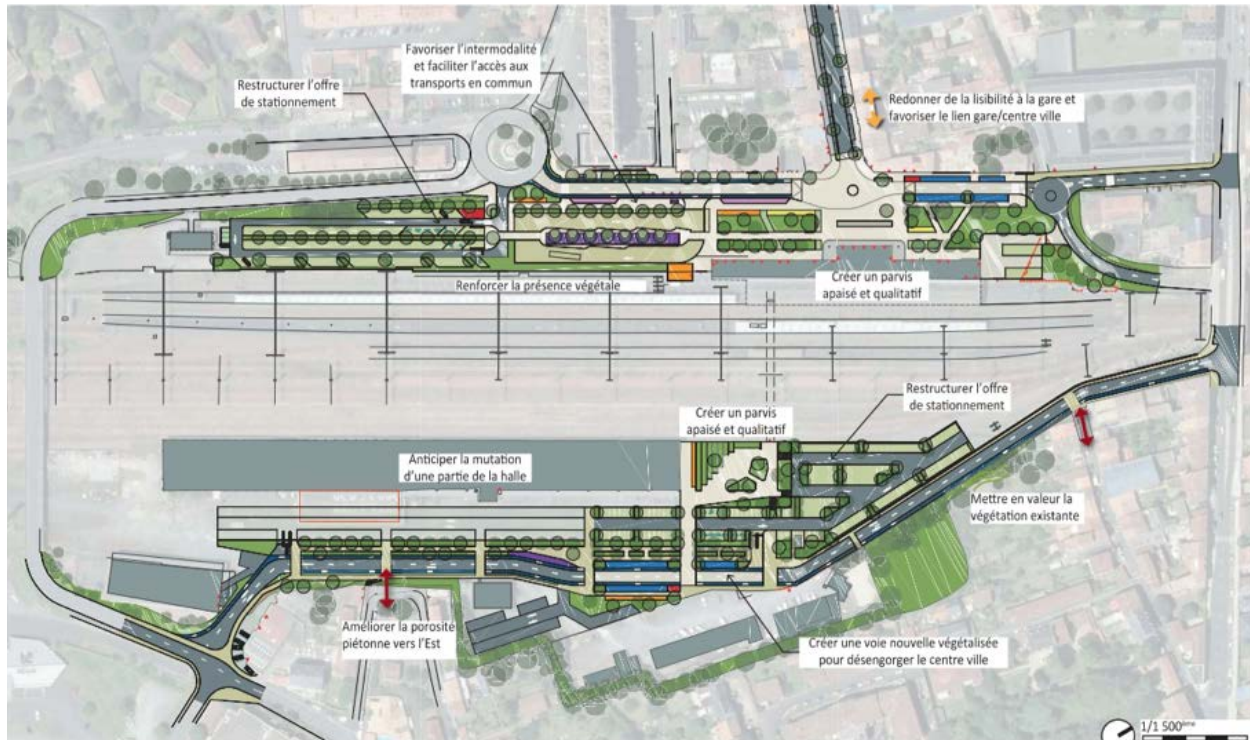 Favoriser l'intermodalité
et faciliter l'accès aux
transports en commun
Restructurer l'offre
de stationnement
Redonner de la lisibilité à la gare et
favoriser le lien gare/centre ville
Renforcer la présence végétale
Créer un parvis
apaisé et qualitatif
Restructurer l'offre
de stationnement
Créer un parvis
apaisé et qualitatif
Anticiper la mutation
d'une partie de la halle
Mettre en valeur la
végétation existante
Améliorer la porosité
piétonne vers l'Est
Créer une voie nouvelle végétalisée
pour désengorger le centre ville
1/1 500ème